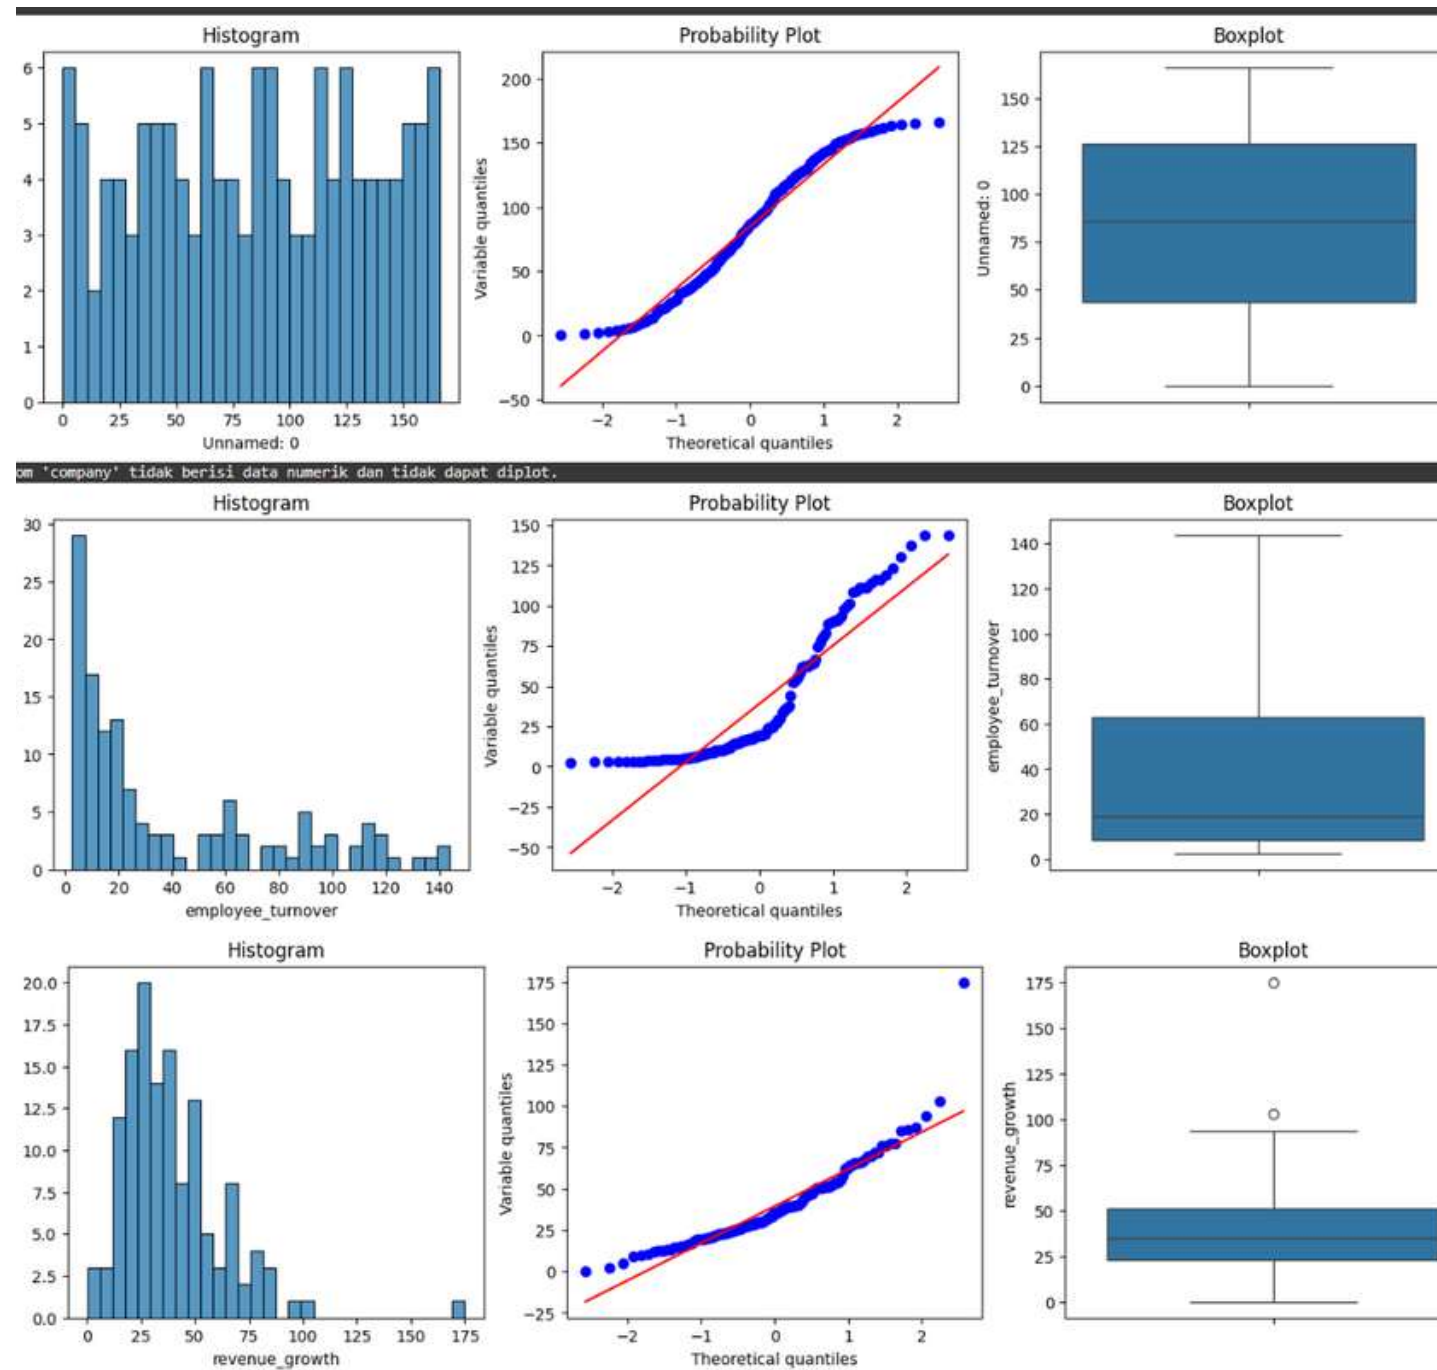 Histogram
Probability Plot
Boxplot
6
5
4
3
2
1
0
0 25 50 75 100 125 150
Unnamed: 0
Variable quantiles
200
150
100
50
0
−50
−2 −1 0 1 2
Theoretical quantiles
Unnamed: 0
150
125
100
75
50
25
0
om 'company' tidak berisi data numerik dan tidak dapat diplot.
Histogram
Probability Plot
Boxplot
30
25
20
15
10
5
0
0 20 40 60 80 100 120 140
employee_turnover
Variable quantiles
150
125
100
75
50
25
0
−25
−50
−2 −1 0 1 2
Theoretical quantiles
employee_turnover
140
120
100
80
60
40
20
0
Histogram
Probability Plot
Boxplot
20.0
17.5
15.0
12.5
10.0
7.5
5.0
2.5
0.0
0 25 50 75 100 125 150 175
revenue_growth
Variable quantiles
175
150
125
100
75
50
25
0
−25
−2 −1 0 1 2
Theoretical quantiles
revenue_growth
175
150
125
100
75
50
25
0